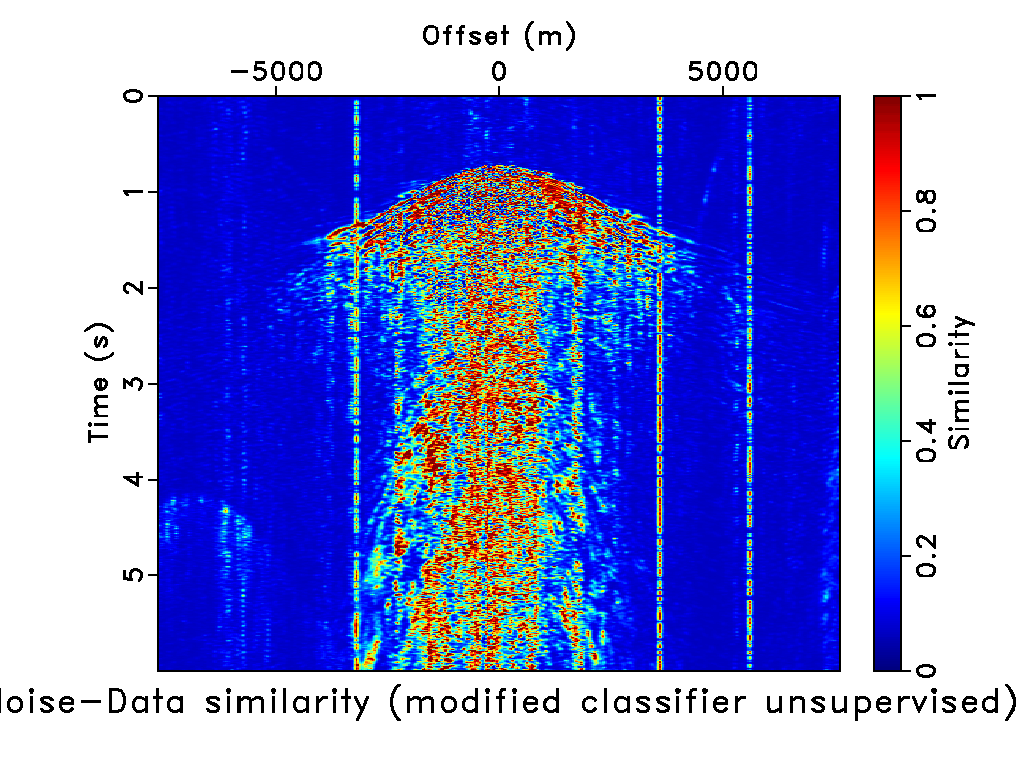 Offset (m)
−5000 0 5000
0
1
2
3
4
5
Time (s)
1
0.8
0.6
0.4
0.2
0
Similarity
oise−Data similarity (modified classifier unsupervised)